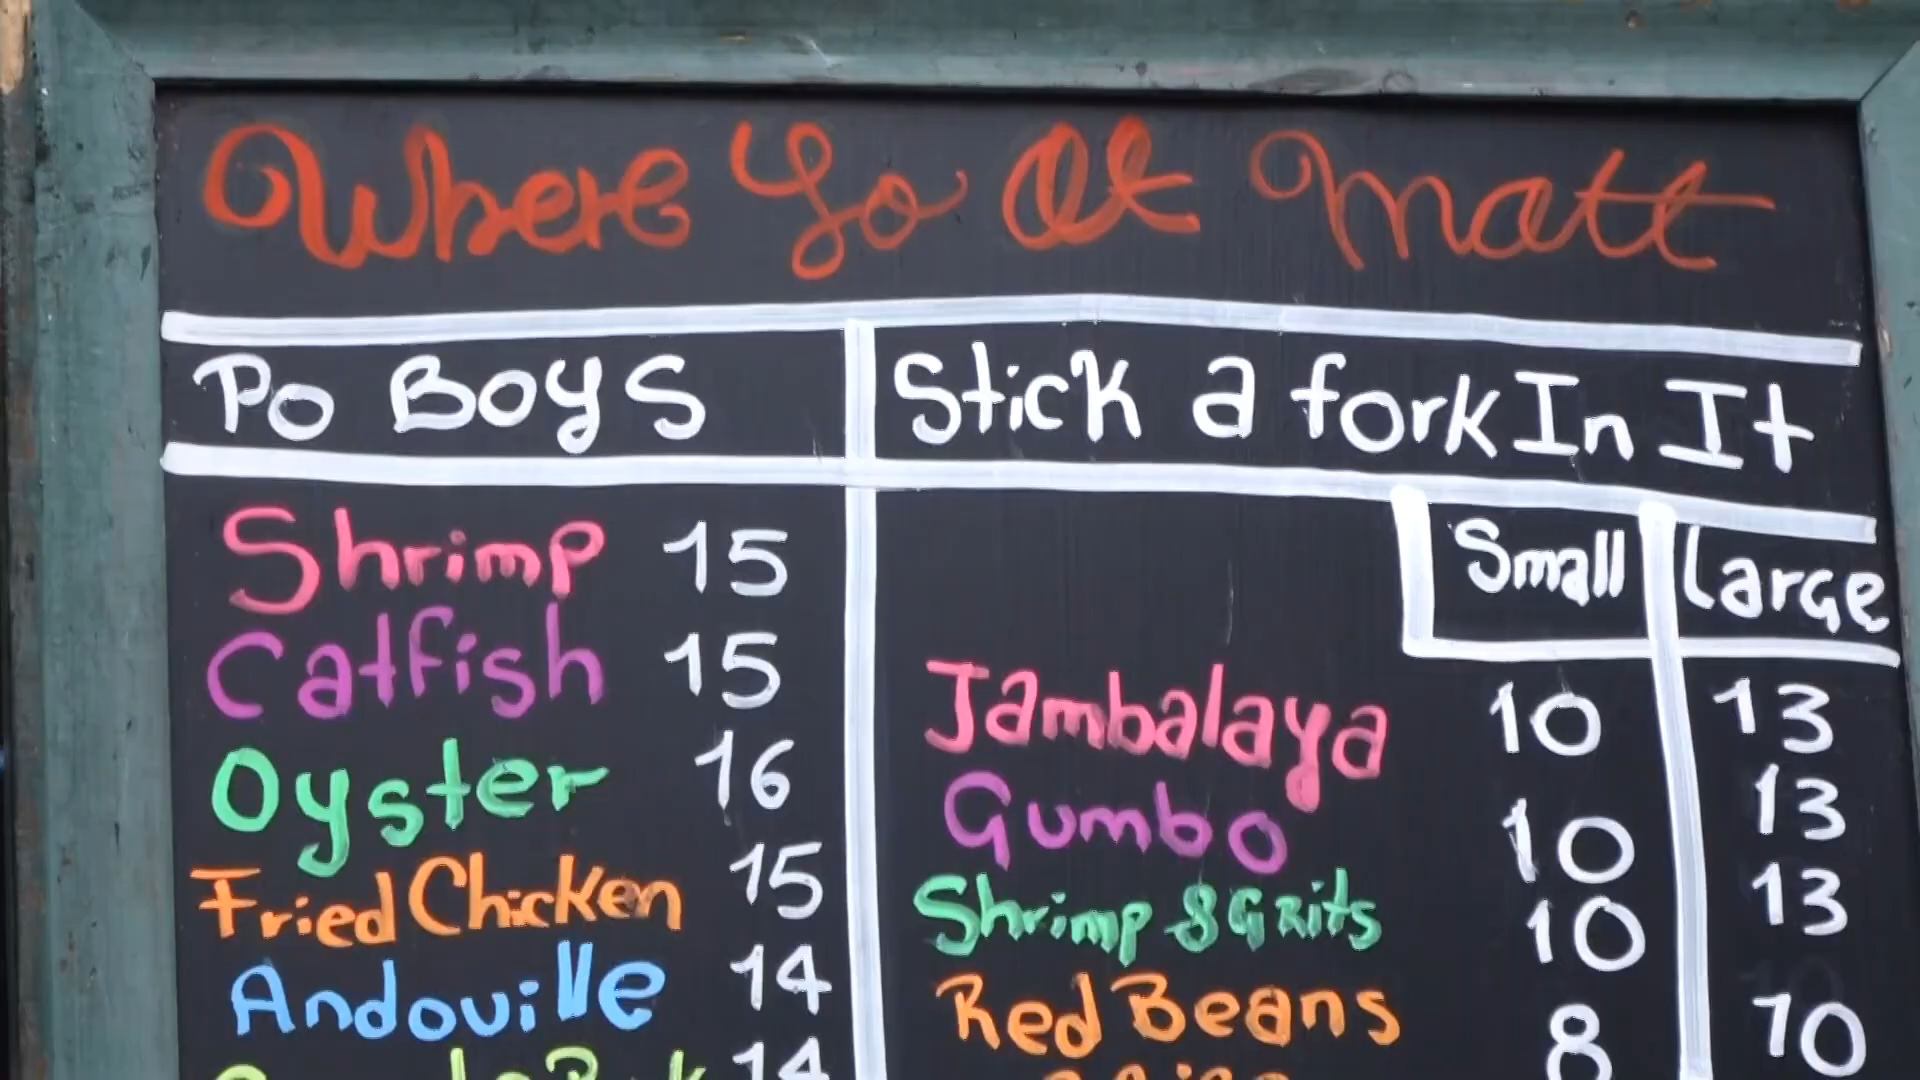 Where Yo At Matt
Po Boys
Shrimp 15
Catfish 15
Oyster 16
Fried Chicken 15
Andouille 14
14
Stick a fork In It
Small Large
Jambalaya 10 13
Gumbo 10 13
Shrimp & Grits 10 13
Red Beans 8 10